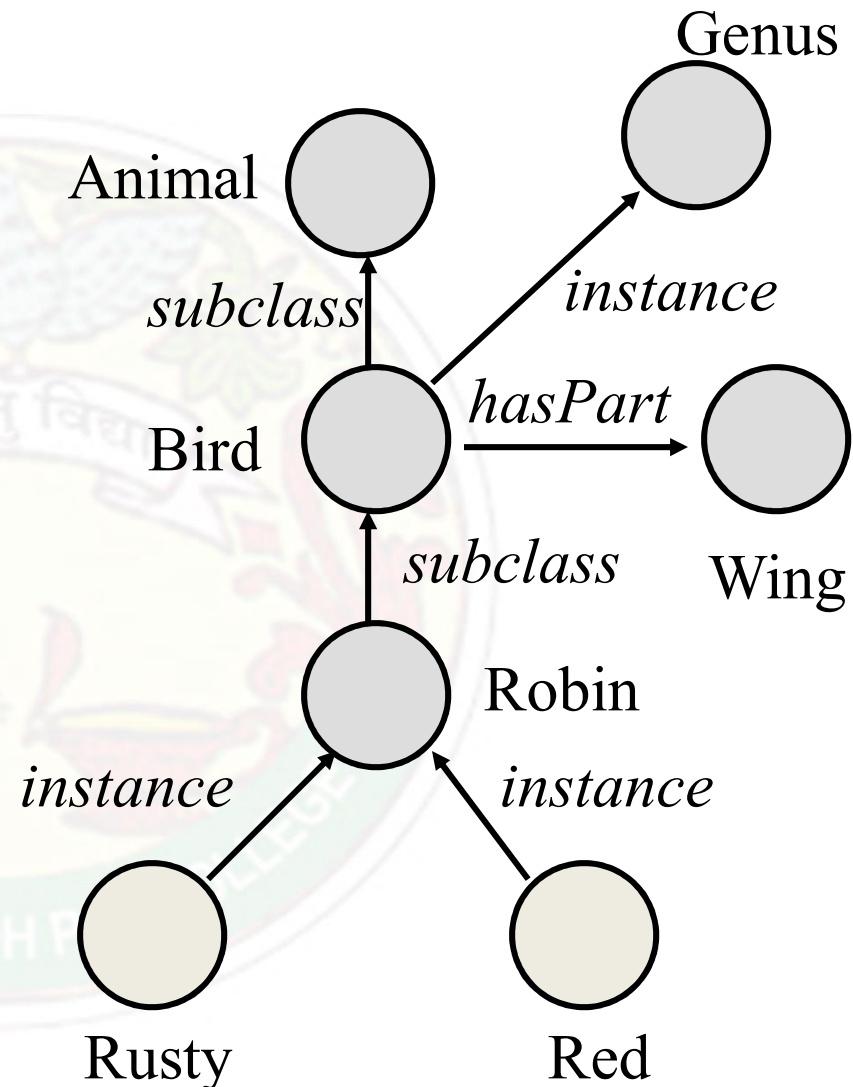 Genus
Animal
subclass
instance
hasPart
Bird
subclass
Wing
Robin
instance
instance
Rusty
Red